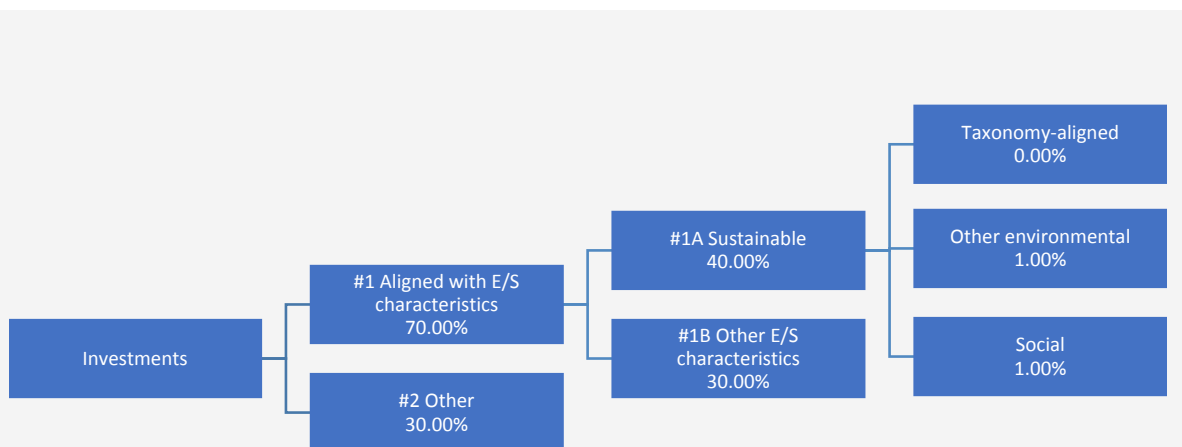 Investments
#1 Aligned with E/S
characteristics
70.00%
#2 Other
30.00%
#1A Sustainable
40.00%
#1B Other E/S
characteristics
30.00%
Taxonomy-aligned
0.00%
Other environmental
1.00%
Social
1.00%